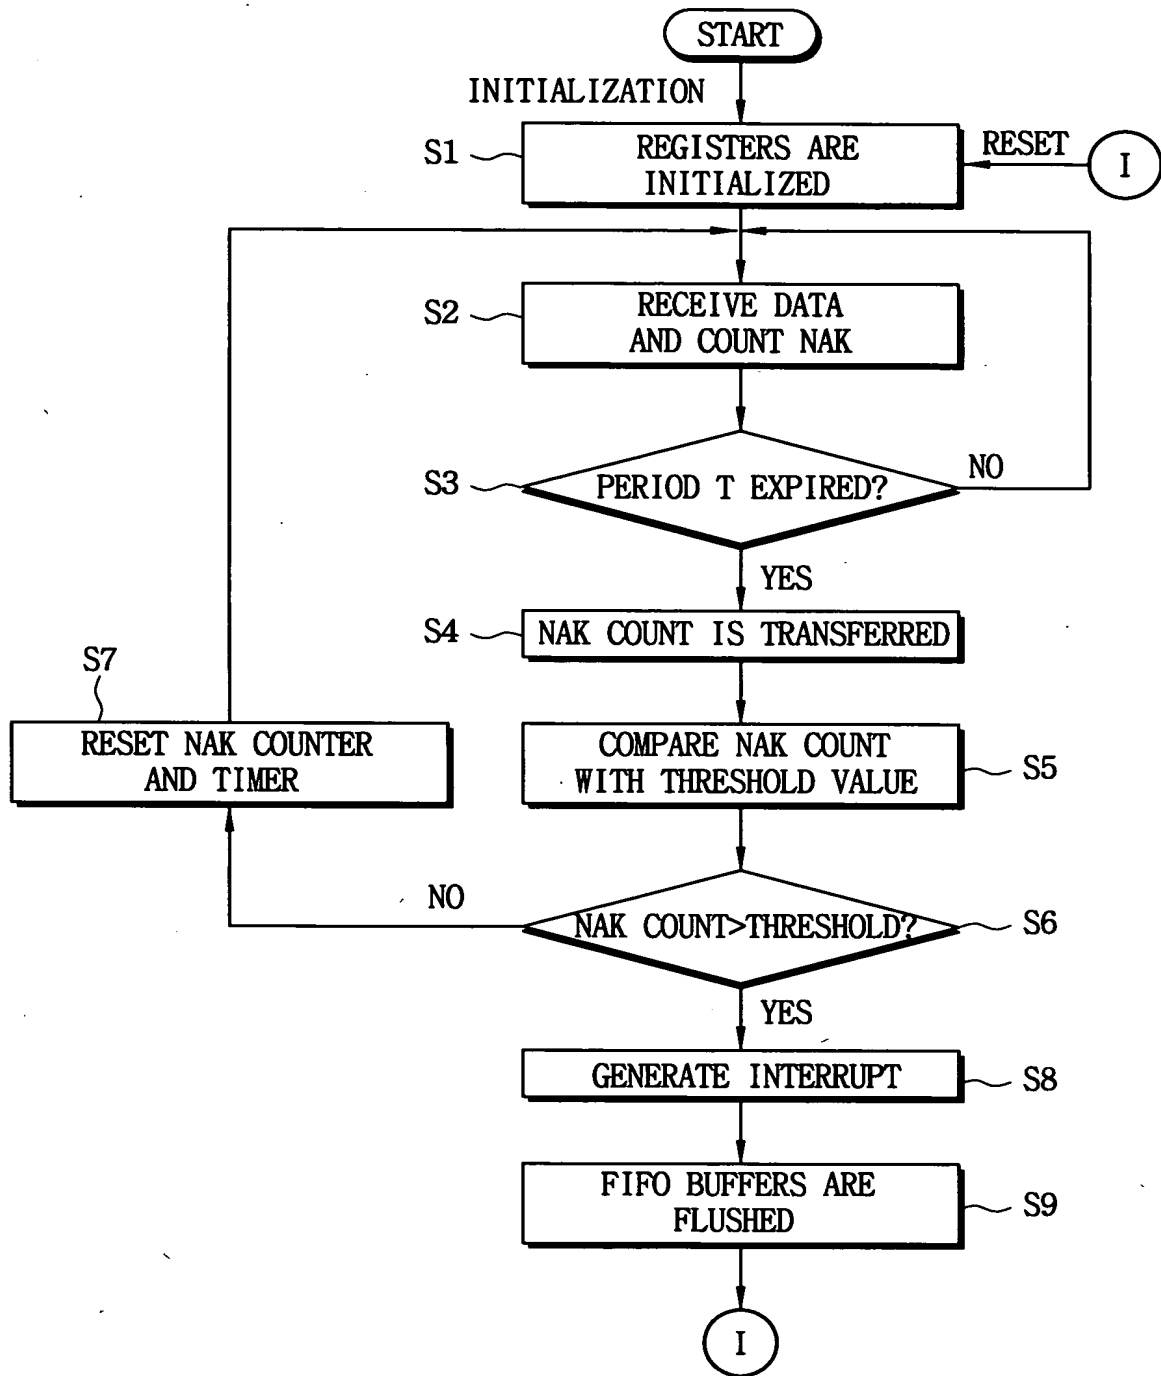 START
INITIALIZATION
S1
REGISTERS ARE
INITIALIZED
RESET
I
S2
RECEIVE DATA
AND COUNT NAK
S3
PERIOD T EXPIRED?
NO
YES
S4
NAK COUNT IS TRANSFERRED
S7
RESET NAK COUNTER
AND TIMER
COMPARE NAK COUNT
WITH THRESHOLD VALUE
S5
NO
NAK COUNT>THRESHOLD?
S6
YES
GENERATE INTERRUPT
S8
FIFO BUFFERS ARE
FLUSHED
S9
I